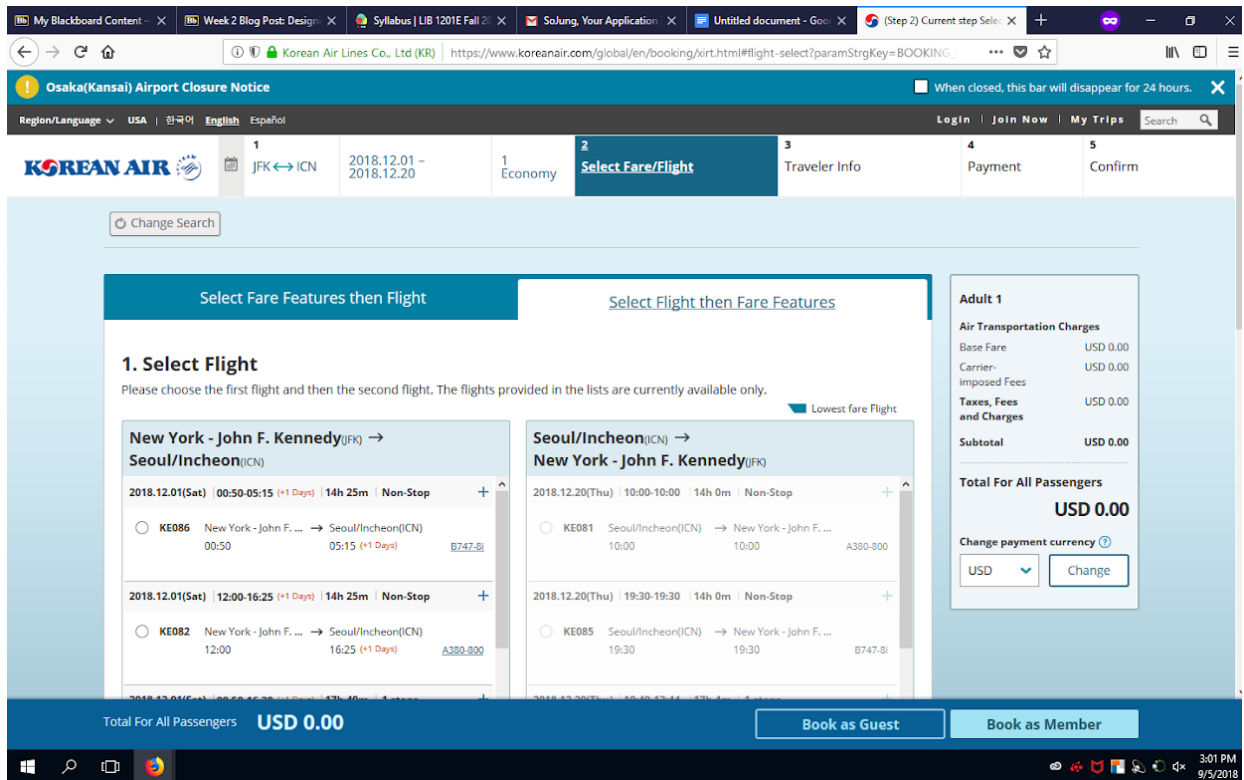 My Blackboard Content –
Week 2 Blog Post: Designi
Syllabus | LIB 1201E Fall 20
SoJung, Your Application
Untitled document - Goo
(Step 2) Current step Selec
Korean Air Lines Co., Ltd (KR)
https://www.koreanair.com/global/en/booking/xirt.html#flight-select?paramStrgKey=BOOKING_
Osaka(Kansai) Airport Closure Notice
When closed, this bar will disappear for 24 hours.
Region/Language USA | 한국어 English Español
Login | Join Now | My Trips Search
KOREAN AIR
1
JFK ↔ ICN
2018.12.01 –
2018.12.20
1
Economy
2
Select Fare/Flight
3
Traveler Info
4
Payment
5
Confirm
Change Search
Select Fare Features then Flight
Select Flight then Fare Features
1. Select Flight
Please choose the first flight and then the second flight. The flights provided in the lists are currently available only.
Lowest fare Flight
New York - John F. Kennedy(JFK) →
Seoul/Incheon(ICN)
2018.12.01(Sat) | 00:50-05:15 (+1 Days) | 14h 25m | Non-Stop +
KE086 New York - John F. ... → Seoul/Incheon(ICN)
00:50 05:15 (+1 Days) B747-8i
2018.12.01(Sat) | 12:00-16:25 (+1 Days) | 14h 25m | Non-Stop +
KE082 New York - John F. ... → Seoul/Incheon(ICN)
12:00 16:25 (+1 Days) A380-800
Seoul/Incheon(ICN) →
New York - John F. Kennedy(JFK)
2018.12.20(Thu) | 10:00-10:00 | 14h 0m | Non-Stop +
KE081 Seoul/Incheon(ICN) → New York - John F. ...
10:00 10:00 A380-800
2018.12.20(Thu) | 19:30-19:30 | 14h 0m | Non-Stop +
KE085 Seoul/Incheon(ICN) → New York - John F. ...
19:30 19:30 B747-8i
Adult 1
Air Transportation Charges
Base Fare USD 0.00
Carrier- USD 0.00
imposed Fees
Taxes, Fees USD 0.00
and Charges
Subtotal USD 0.00
Total For All Passengers
USD 0.00
Change payment currency ?
USD Change
Total For All Passengers USD 0.00
Book as Guest
Book as Member
3:01 PM
9/5/2018